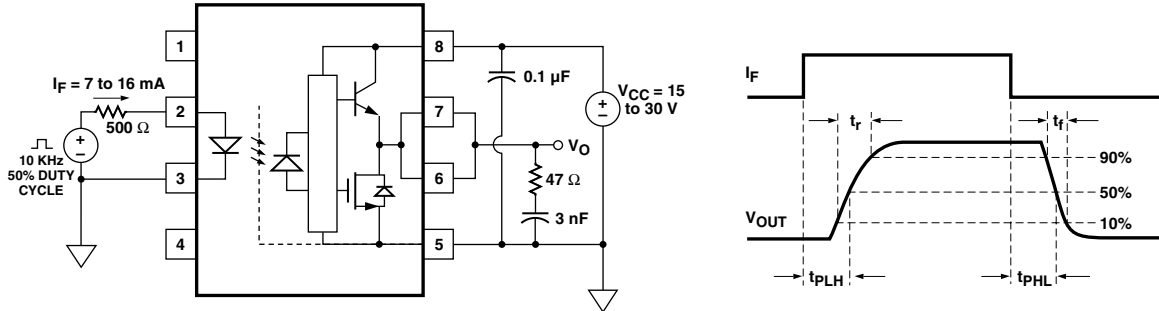 1
8
I_F = 7 to 16 mA
0.1 µF
V_CC = 15
to 30 V
2
7
500 Ω
+
−
+
−
V_O
10 KHz
50% DUTY
CYCLE
3
6
47 Ω
3 nF
4
5
I_F
t_r
t_f
90%
50%
10%
V_OUT
t_PLH
t_PHL